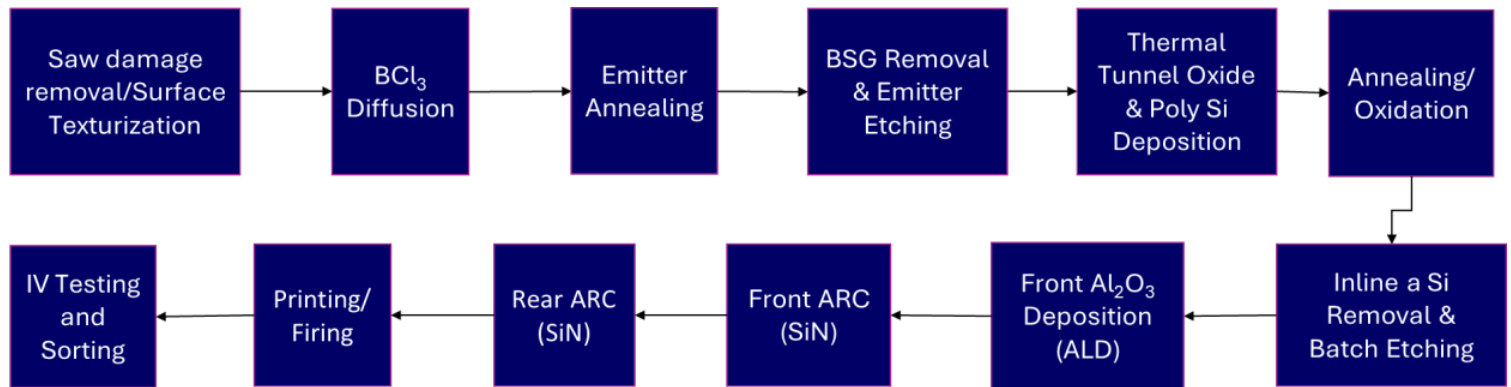 Saw damage
removal/Surface
Texturization
BCl₃
Diffusion
Emitter
Annealing
BSG Removal
& Emitter
Etching
Thermal
Tunnel Oxide
& Poly Si
Deposition
Annealing/
Oxidation
Inline a Si
Removal &
Batch Etching
Front Al₂O₃
Deposition
(ALD)
Front ARC
(SiN)
Rear ARC
(SiN)
Printing/
Firing
IV Testing
and
Sorting